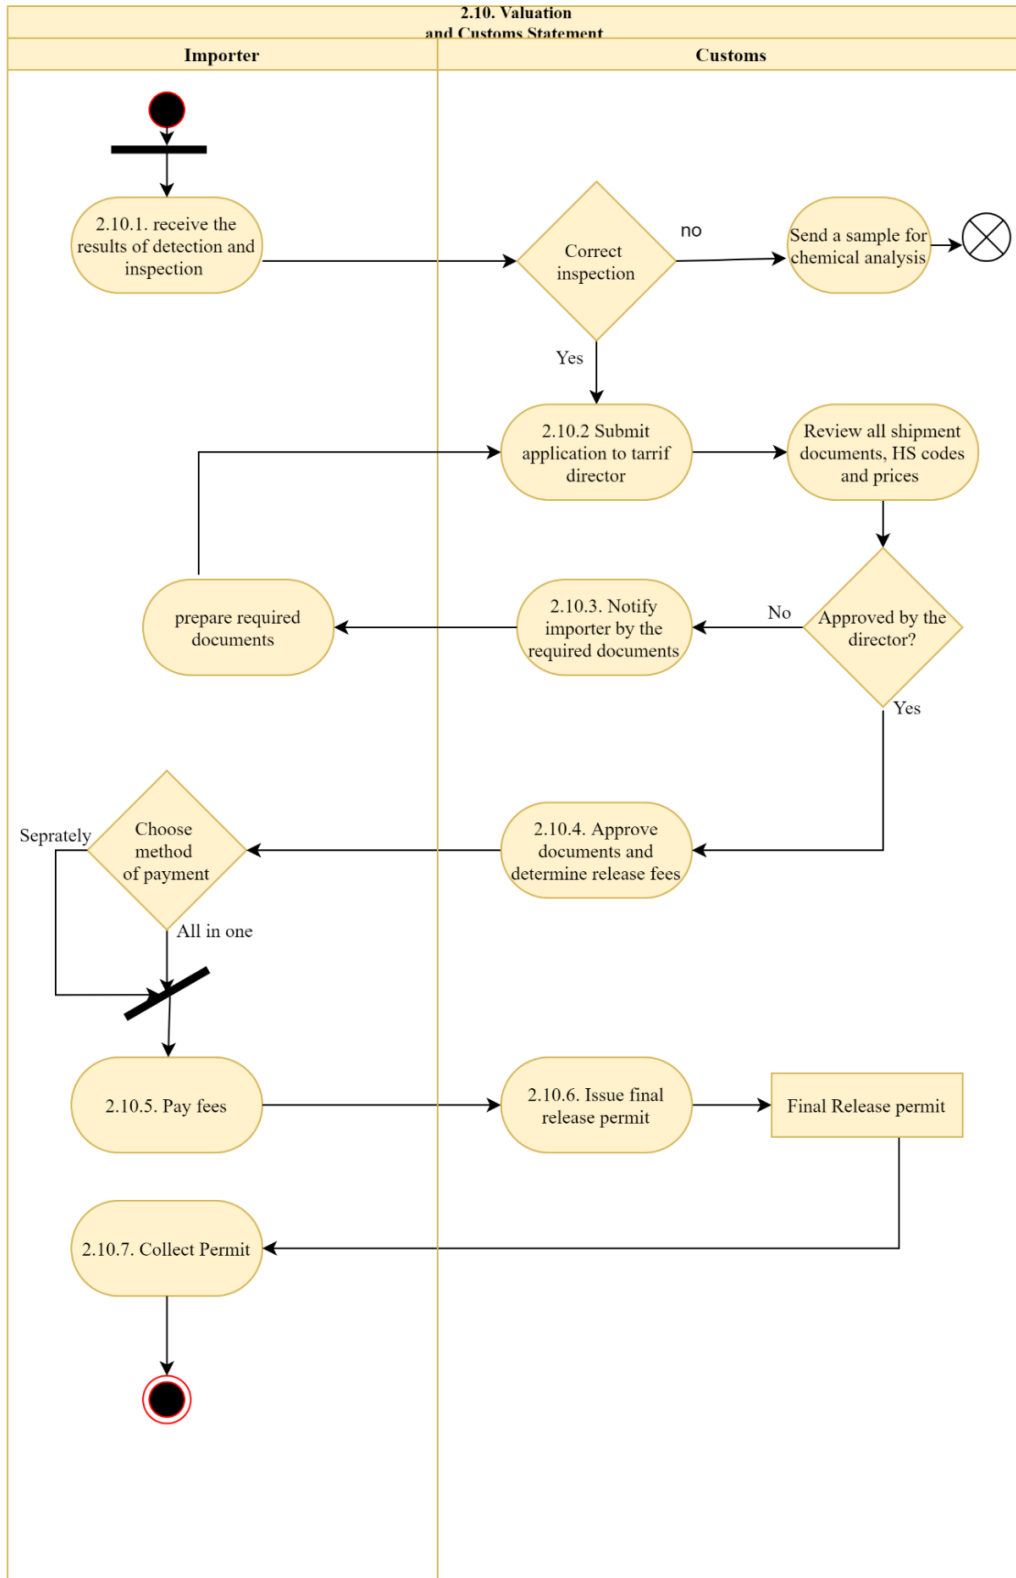 2.10. Valuation
and Customs Statement
Importer
Customs
2.10.1. receive the
results of detection and
inspection
Correct
inspection
no
Send a sample for
chemical analysis
Yes
2.10.2 Submit
application to tarrif
director
Review all shipment
documents, HS codes
and prices
prepare required
documents
2.10.3. Notify
importer by the
required documents
No
Approved by the
director?
Yes
Seprately
Choose
method
of payment
2.10.4. Approve
documents and
determine release fees
All in one
2.10.5. Pay fees
2.10.6. Issue final
release permit
Final Release permit
2.10.7. Collect Permit